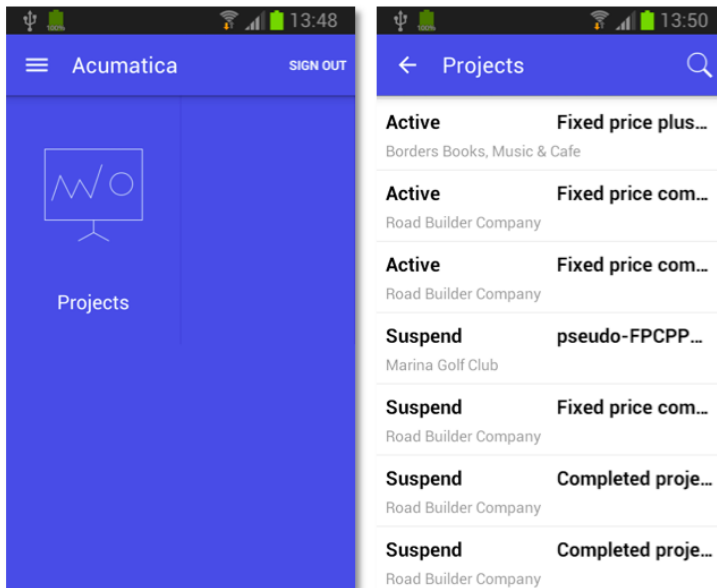 100%
13:48
Acumatica
SIGN OUT
Projects
100%
13:50
Projects
Active Fixed price plus...
Borders Books, Music & Cafe
Active Fixed price com...
Road Builder Company
Active Fixed price com...
Road Builder Company
Suspend pseudo-FPCPP...
Marina Golf Club
Suspend Fixed price com...
Road Builder Company
Suspend Completed proje...
Road Builder Company
Suspend Completed proje...
Road Builder Company